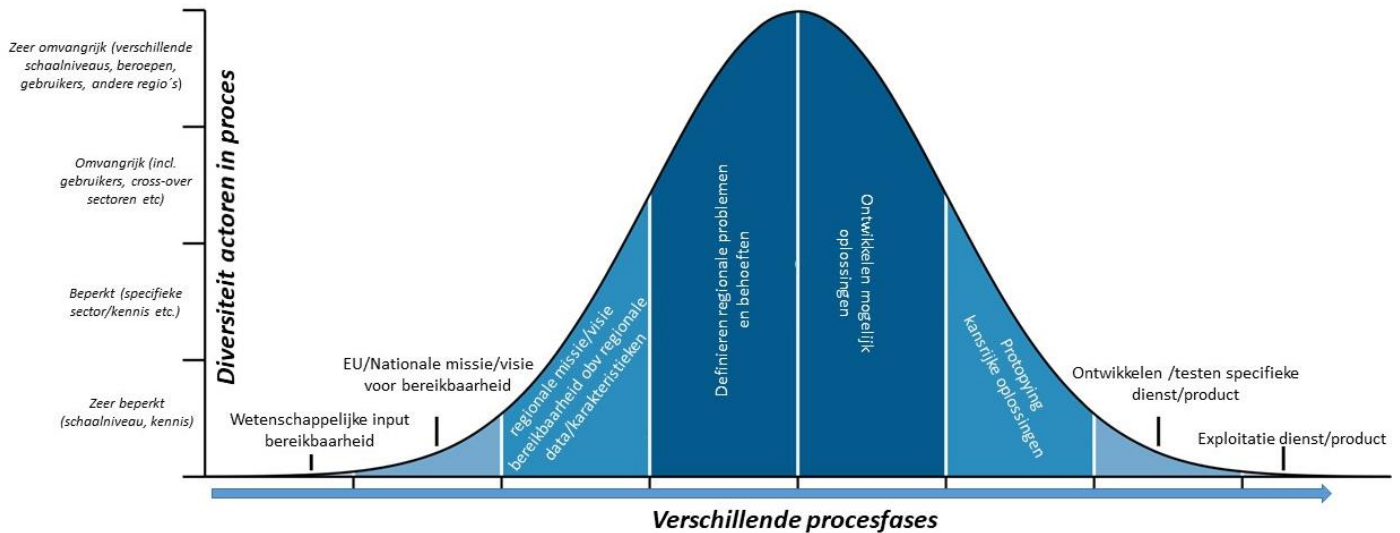 Zeer omvangrijk (verschillende
schaalniveaus, beroepen,
gebruikers, andere regio´s)
Omvangrijk (incl.
gebruikers, cross-over
sectoren etc)
Beperkt (specifieke
sector/kennis etc.)
Zeer beperkt
(schaalniveau, kennis)
Diversiteit actoren in proces
Wetenschappelijke input
bereikbaarheid
EU/Nationale missie/visie
voor bereikbaarheid
regionale missie/visie
bereikbaarheid obv regionale
data/karakteristieken
Definieren regionale problemen
en behoeften
Ontwikkelen mogelijk
oplossingen
Protopying
kansrijke oplossingen
Ontwikkelen /testen specifieke
dienst/product
Exploitatie dienst/product
Verschillende procesfases